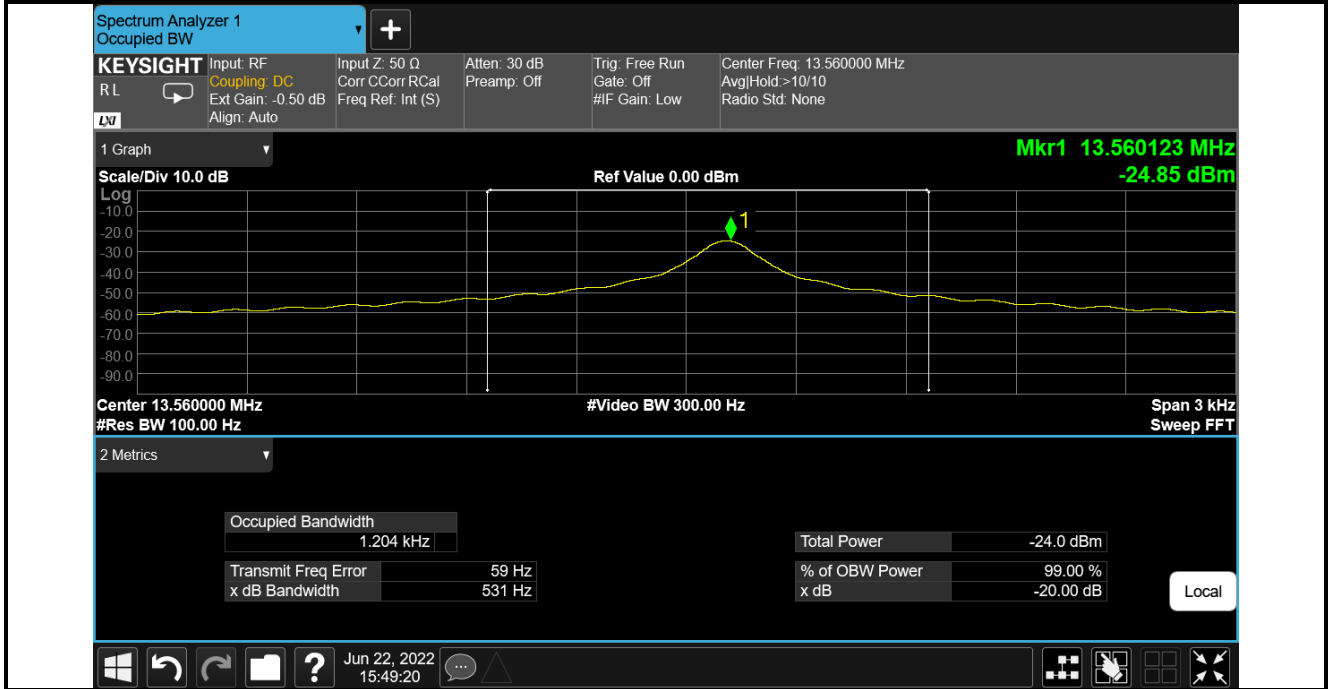 Spectrum Analyzer 1
Occupied BW
KEYSIGHT
R L
LXI
Input: RF
Coupling: DC
Ext Gain: -0.50 dB
Align: Auto
Input Z: 50 Ω
Corr CCorr RCal
Freq Ref: Int (S)
Atten: 30 dB
Preamp: Off
Trig: Free Run
Gate: Off
#IF Gain: Low
Center Freq: 13.560000 MHz
Avg|Hold:>10/10
Radio Std: None
1 Graph
Mkr1 13.560123 MHz
-24.85 dBm
Scale/Div 10.0 dB
Ref Value 0.00 dBm
Log
-10.0
-20.0
-30.0
-40.0
-50.0
-60.0
-70.0
-80.0
-90.0
1
Center 13.560000 MHz
#Video BW 300.00 Hz
Span 3 kHz
#Res BW 100.00 Hz
Sweep FFT
2 Metrics
Occupied Bandwidth
1.204 kHz
Total Power -24.0 dBm
Transmit Freq Error 59 Hz
% of OBW Power 99.00 %
x dB Bandwidth 531 Hz
x dB -20.00 dB
Local
?
Jun 22, 2022
15:49:20